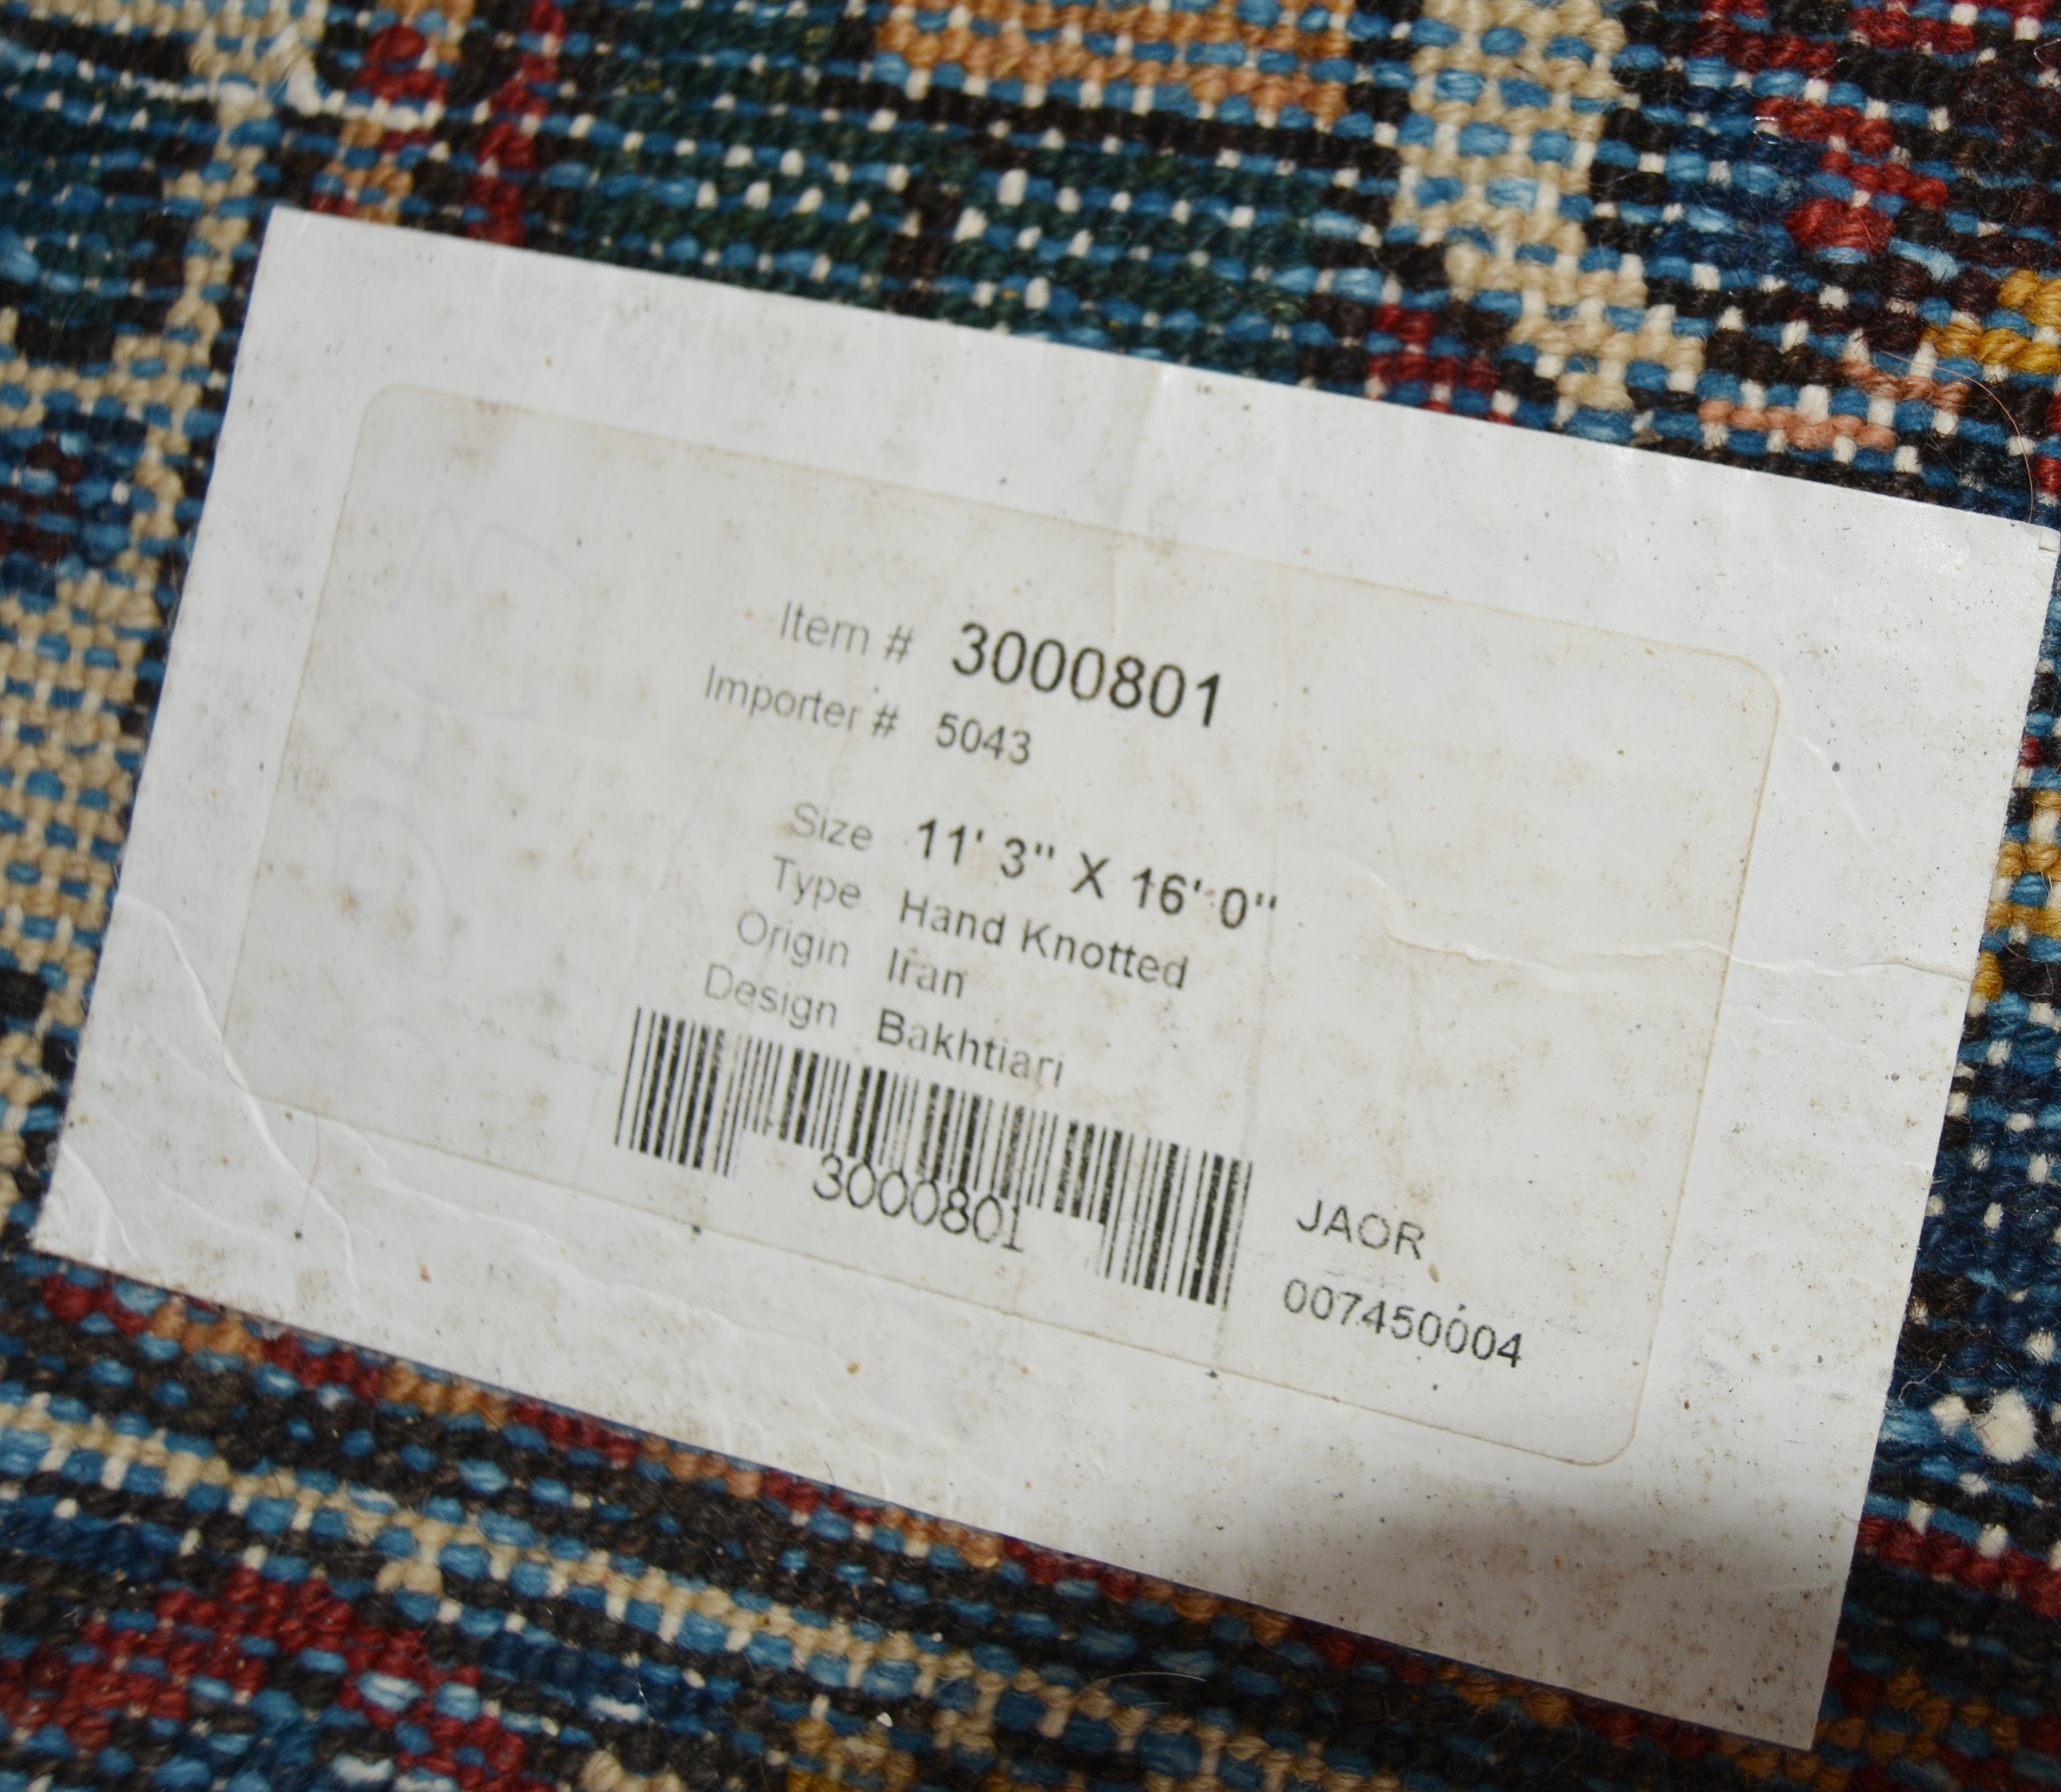 Item # 3000801
Importer # 5043
Size 11' 3" X 16' 0"
Type Hand Knotted
Origin Iran
Design Bakhtiari
3000801
JAOR
007450004